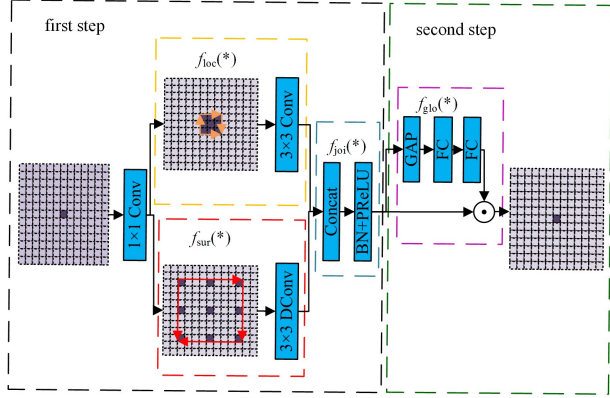 first step
second step
f_loc(*)
f_glo(*)
f_joi(*)
f_sur(*)
1×1 Conv
3×3 Conv
3×3 DConv
Concat
BN+PReLU
GAP
FC
FC